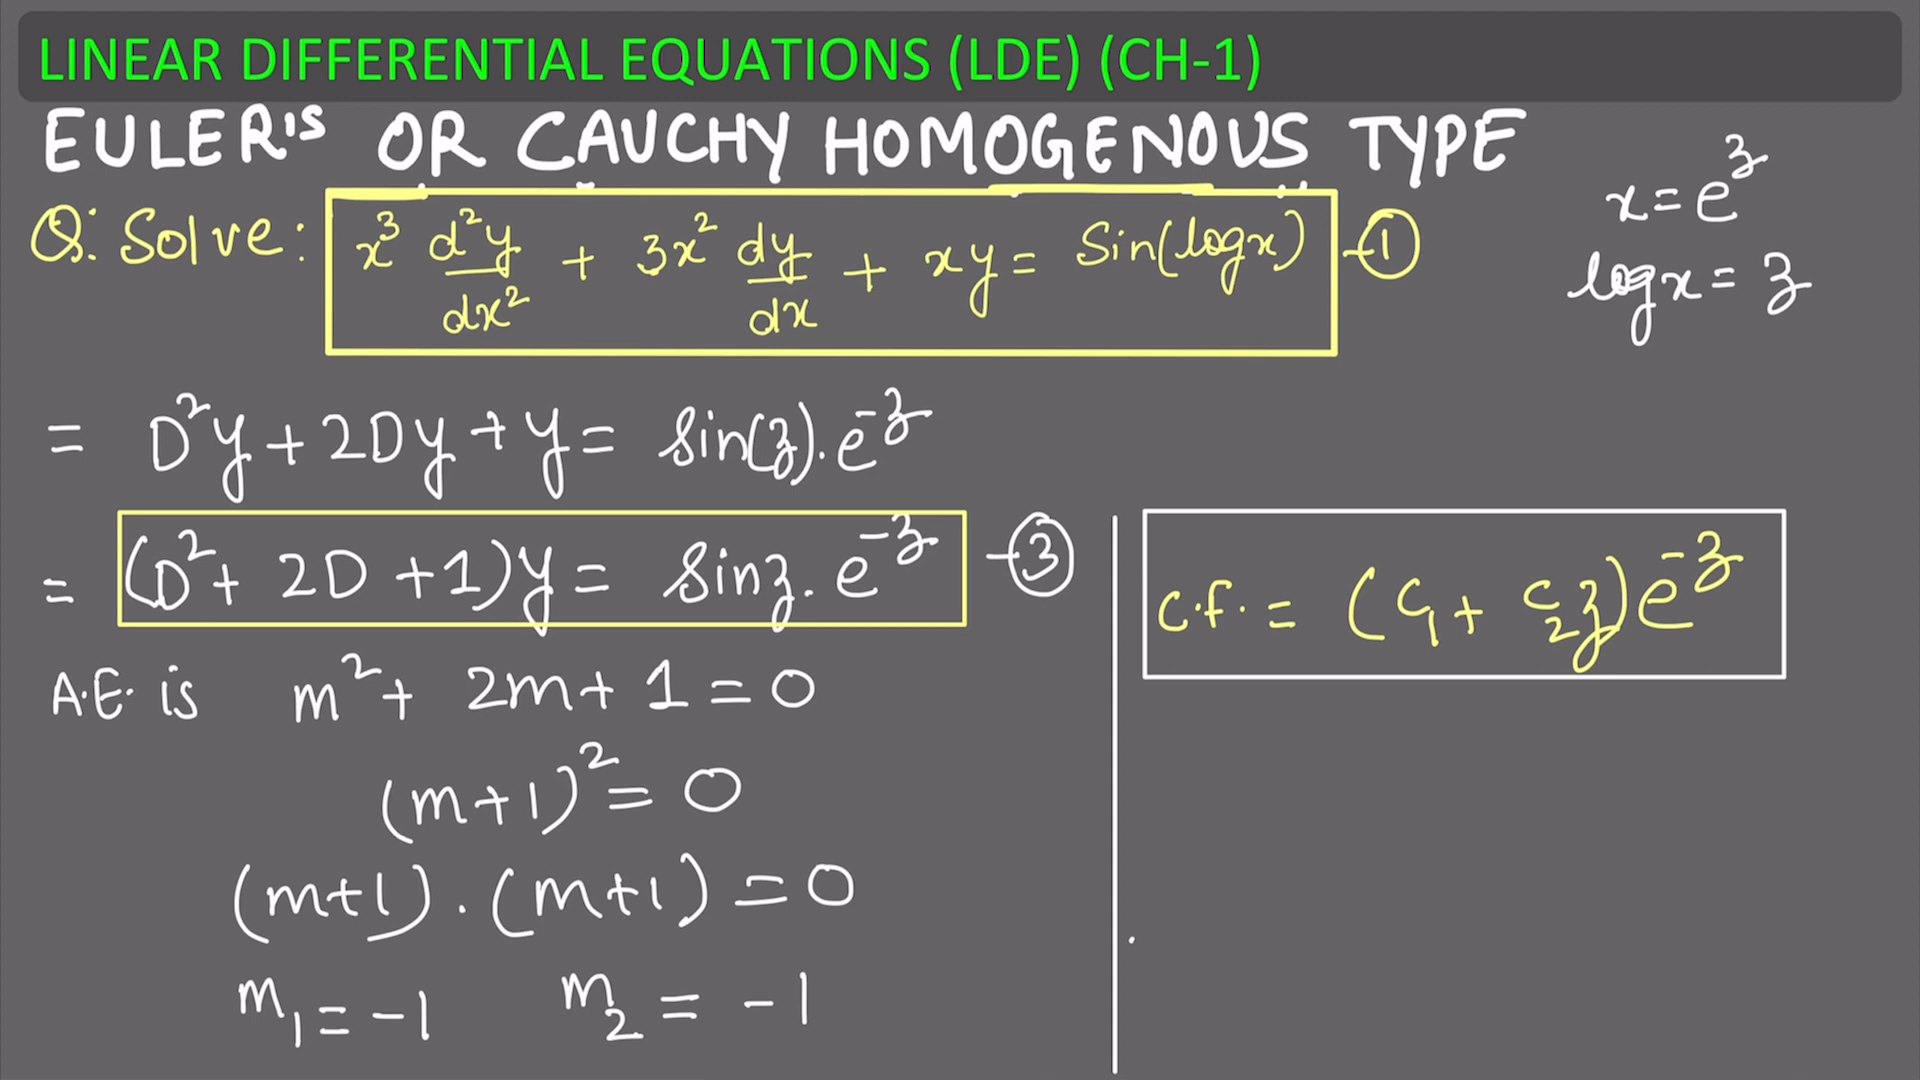 LINEAR DIFFERENTIAL EQUATIONS (LDE) (CH-1)
EULER'S OR CAUCHY HOMOGENOUS TYPE
Q: Solve: x³ d²y/dx² + 3x² dy/dx + xy = Sin(logx) -①
x = e^z
logx = z
= D²y + 2Dy + y = sin(z). e^-z
= (D² + 2D + 1)y = sinz. e^-z -③
A.E. is m² + 2m + 1 = 0
(m+1)² = 0
(m+1) . (m+1) = 0
m₁ = -1 m₂ = -1
C.f. = (C₁ + C₂z)e^-z